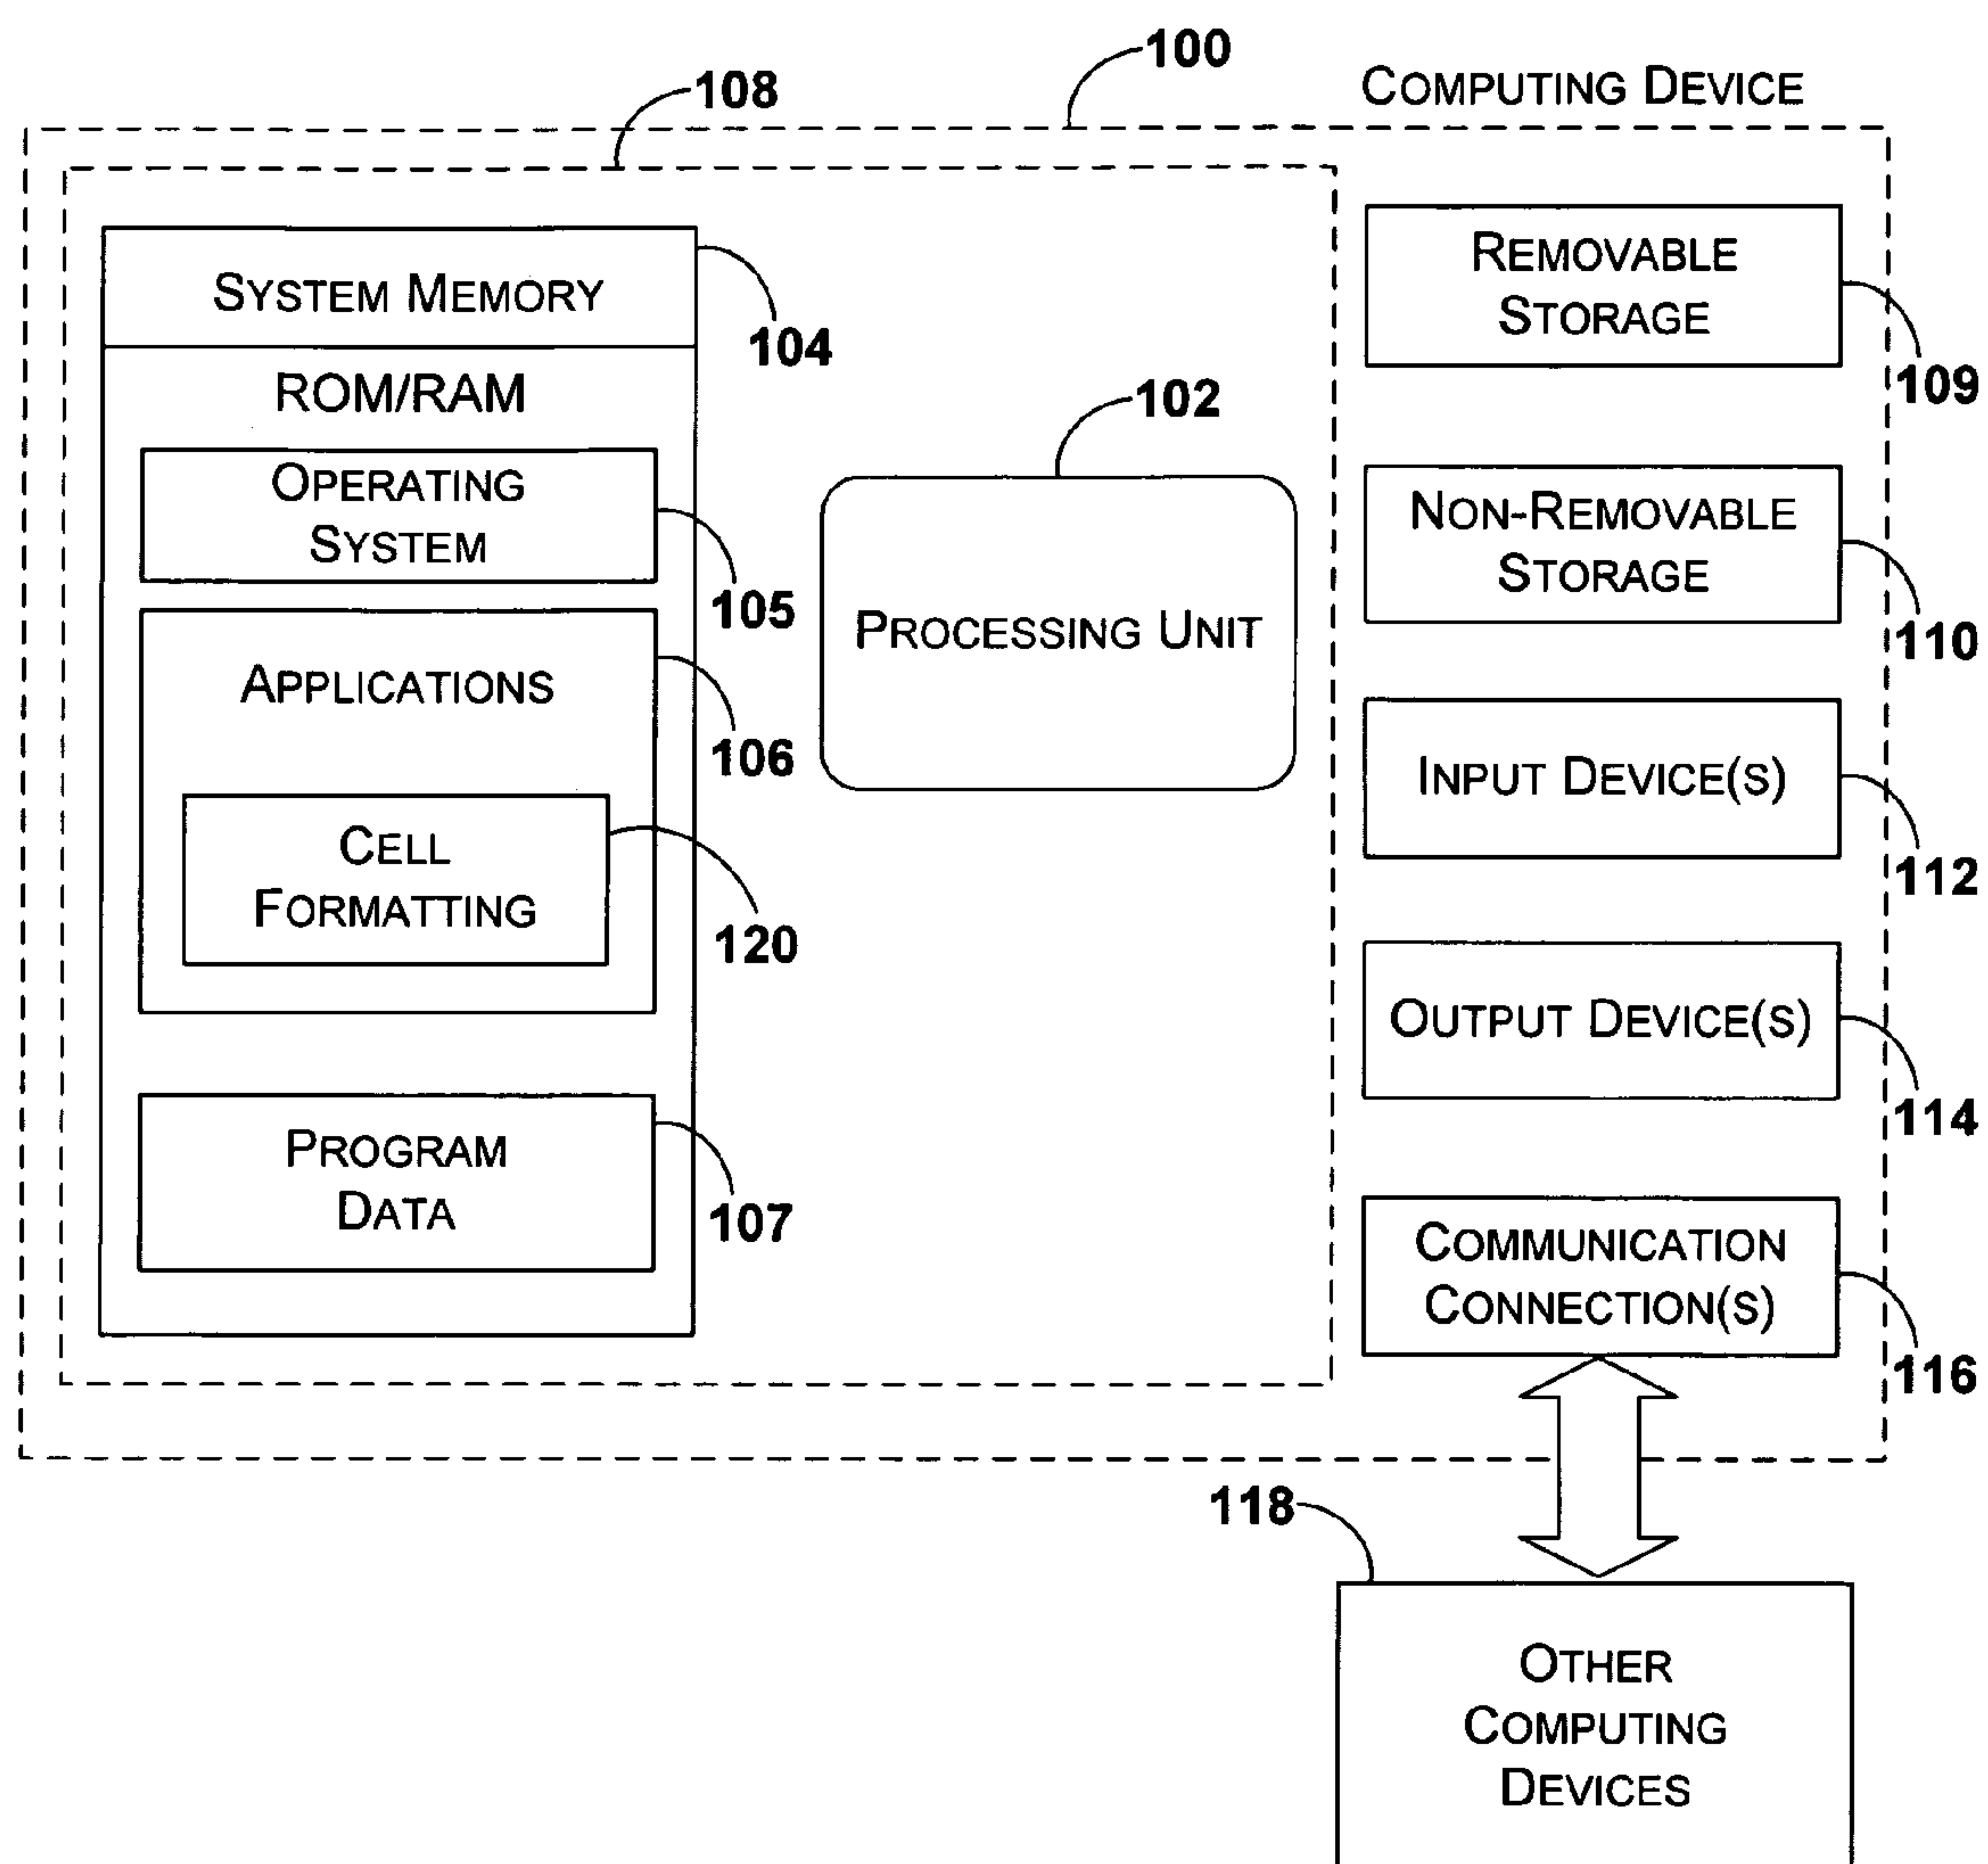 100
COMPUTING DEVICE
108
SYSTEM MEMORY
104
ROM/RAM
OPERATING
SYSTEM
105
APPLICATIONS
106
CELL
FORMATTING
120
PROGRAM
DATA
107
102
PROCESSING UNIT
REMOVABLE
STORAGE
109
NON-REMOVABLE
STORAGE
110
INPUT DEVICE(S)
112
OUTPUT DEVICE(S)
114
COMMUNICATION
CONNECTION(S)
116
118
OTHER
COMPUTING
DEVICES